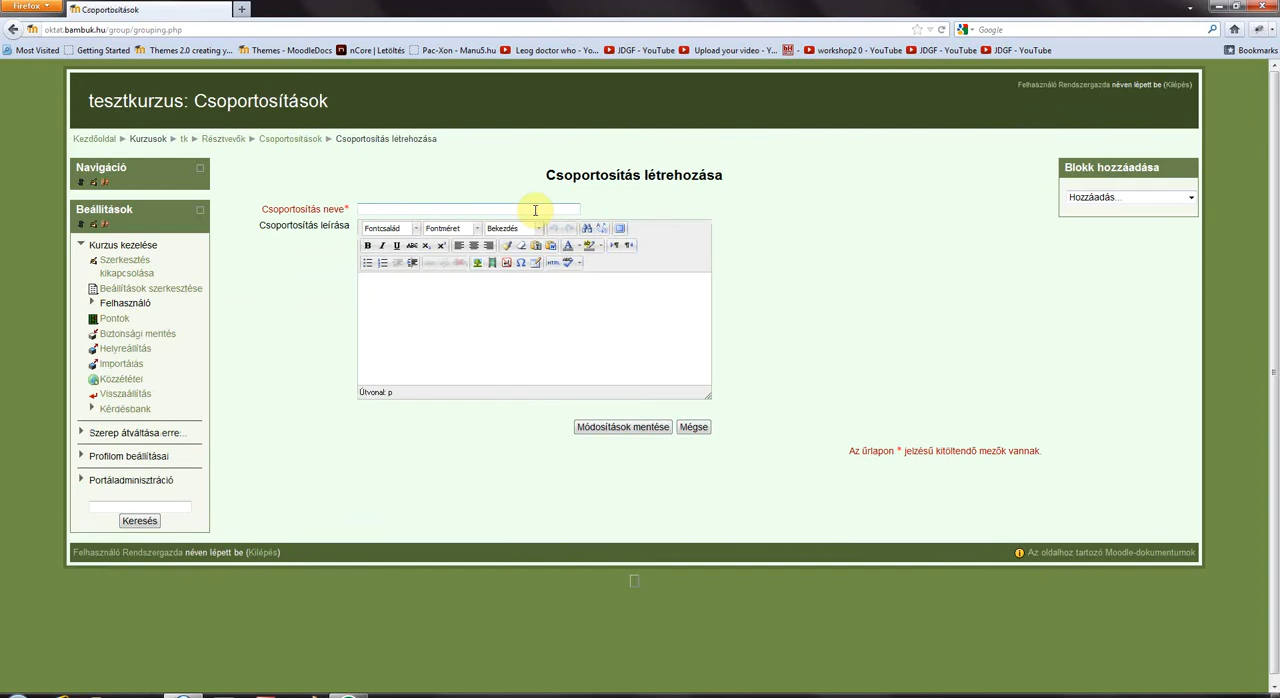 Firefox
Csoportosítások
oktat.bambuk.hu/group/grouping.php
Google
Most Visited
Getting Started
Themes 2.0 creating y...
Themes - MoodleDocs
nCore | Letöltés
Pac-Xon - Manu5.hu
Leog doctor who - Yo...
JDGF - YouTube
Upload your video - Y...
workshop2 0 - YouTube
JDGF - YouTube
JDGF - YouTube
Bookmarks
tesztkurzus: Csoportosítások
Felhasználó Rendszergazda néven lépett be (Kilépés)
Kezdőoldal ► Kurzusok ► tk ► Résztvevők ► Csoportosítások ► Csoportosítás létrehozása
Navigáció
Beállítások
Kurzus kezelése
Szerkesztés
kikapcsolása
Beállítások szerkesztése
Felhasználó
Pontok
Biztonsági mentés
Helyreállítás
Importálás
Közzététel
Visszaállítás
Kérdésbank
Szerep átváltása erre...
Profilom beállításai
Portáladminisztráció
Keresés
Csoportosítás létrehozása
Csoportosítás neve*
Csoportosítás leírása
Fontcsalád
Fontméret
Bekezdés
B I U ABC X₂ X²
HTML
Útvonal: p
Módosítások mentése
Mégse
Az űrlapon * jelzésű kitöltendő mezők vannak.
Blokk hozzáadása
Hozzáadás...
Felhasználó Rendszergazda néven lépett be (Kilépés)
Az oldalhoz tartozó Moodle-dokumentumok